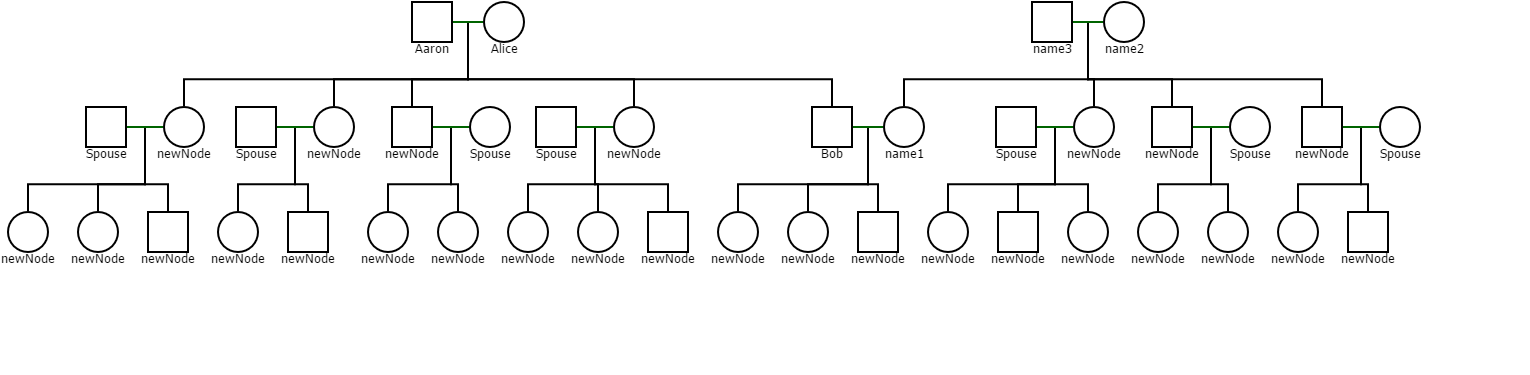 Aaron Alice name3 name2
Spouse newNode Spouse newNode newNode Spouse Spouse newNode Bob name1 Spouse newNode newNode Spouse newNode Spouse
newNode newNode newNode newNode newNode newNode newNode newNode newNode newNode newNode newNode newNode newNode newNode newNode newNode newNode newNode newNode